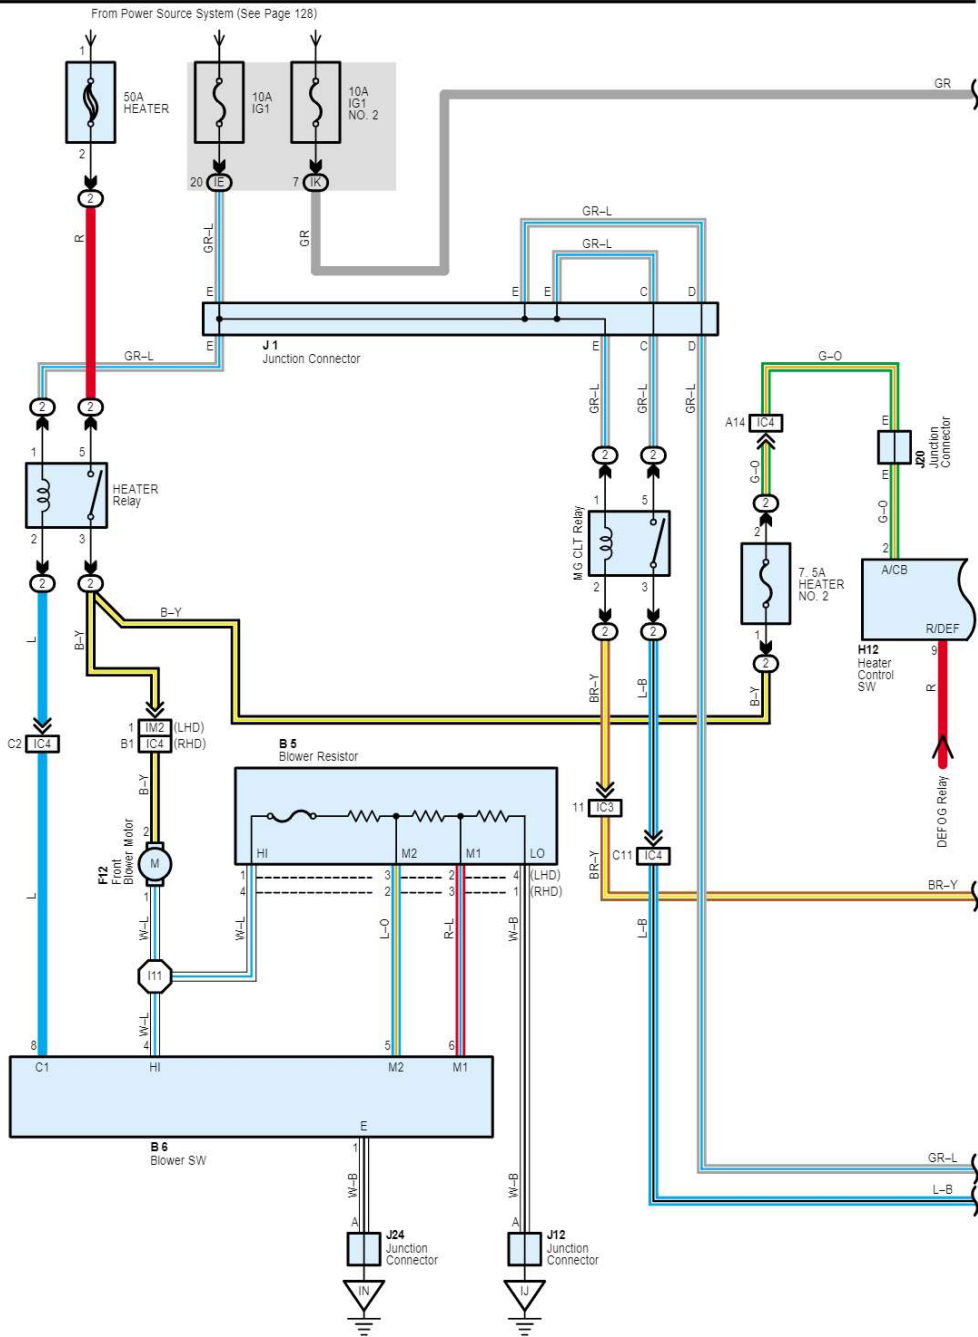 From Power Source System (See Page 128)
1
50A
HEATER
10A
IG1
10A
IG1
NO. 2
GR
2
20 IE
7 IK
2
R
GR–L
GR
GR–L
GR–L
E
E
E
C
D
J 1
Junction Connector
E
E
C
D
GR–L
GR–L
GR–L
GR–L
G–O
A14 IC4
E
J20
Junction
Connector
E
G–O
G–O
2
2
2
2
1
5
HEATER
Relay
2
3
2
2
MG CLT Relay
1
5
2
3
2
2
2
2
7. 5A
HEATER
NO. 2
1
2
2
A/CB
R/DEF
9
H12
Heater
Control
SW
R
DEFOG Relay
B–Y
L
B–Y
BR–Y
L–B
B–Y
C2 IC4
1 IM2 (LHD)
B1 IC4 (RHD)
B–Y
B 5
Blower Resistor
HI
M2
M1
LO
1
3
2
4 (LHD)
4
2
3
1 (RHD)
11 IC3
C11 IC4
BR–Y
BR–Y
L–B
2
F12
Front
Blower Motor
M
1
L
W–L
W–L
L–O
R–L
W–B
I11
W–L
8
4
5
6
C1
HI
M2
M1
E
B 6
Blower SW
1
W–B
W–B
GR–L
L–B
A
J24
Junction
Connector
A
J12
Junction
Connector
IN
IJ